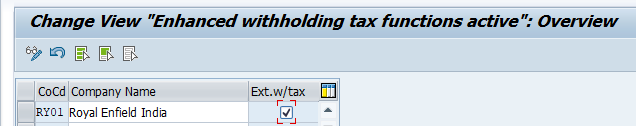 Change View "Enhanced withholding tax functions active": Overview
CoCd Company Name Ext.w/tax
RY01 Royal Enfield India